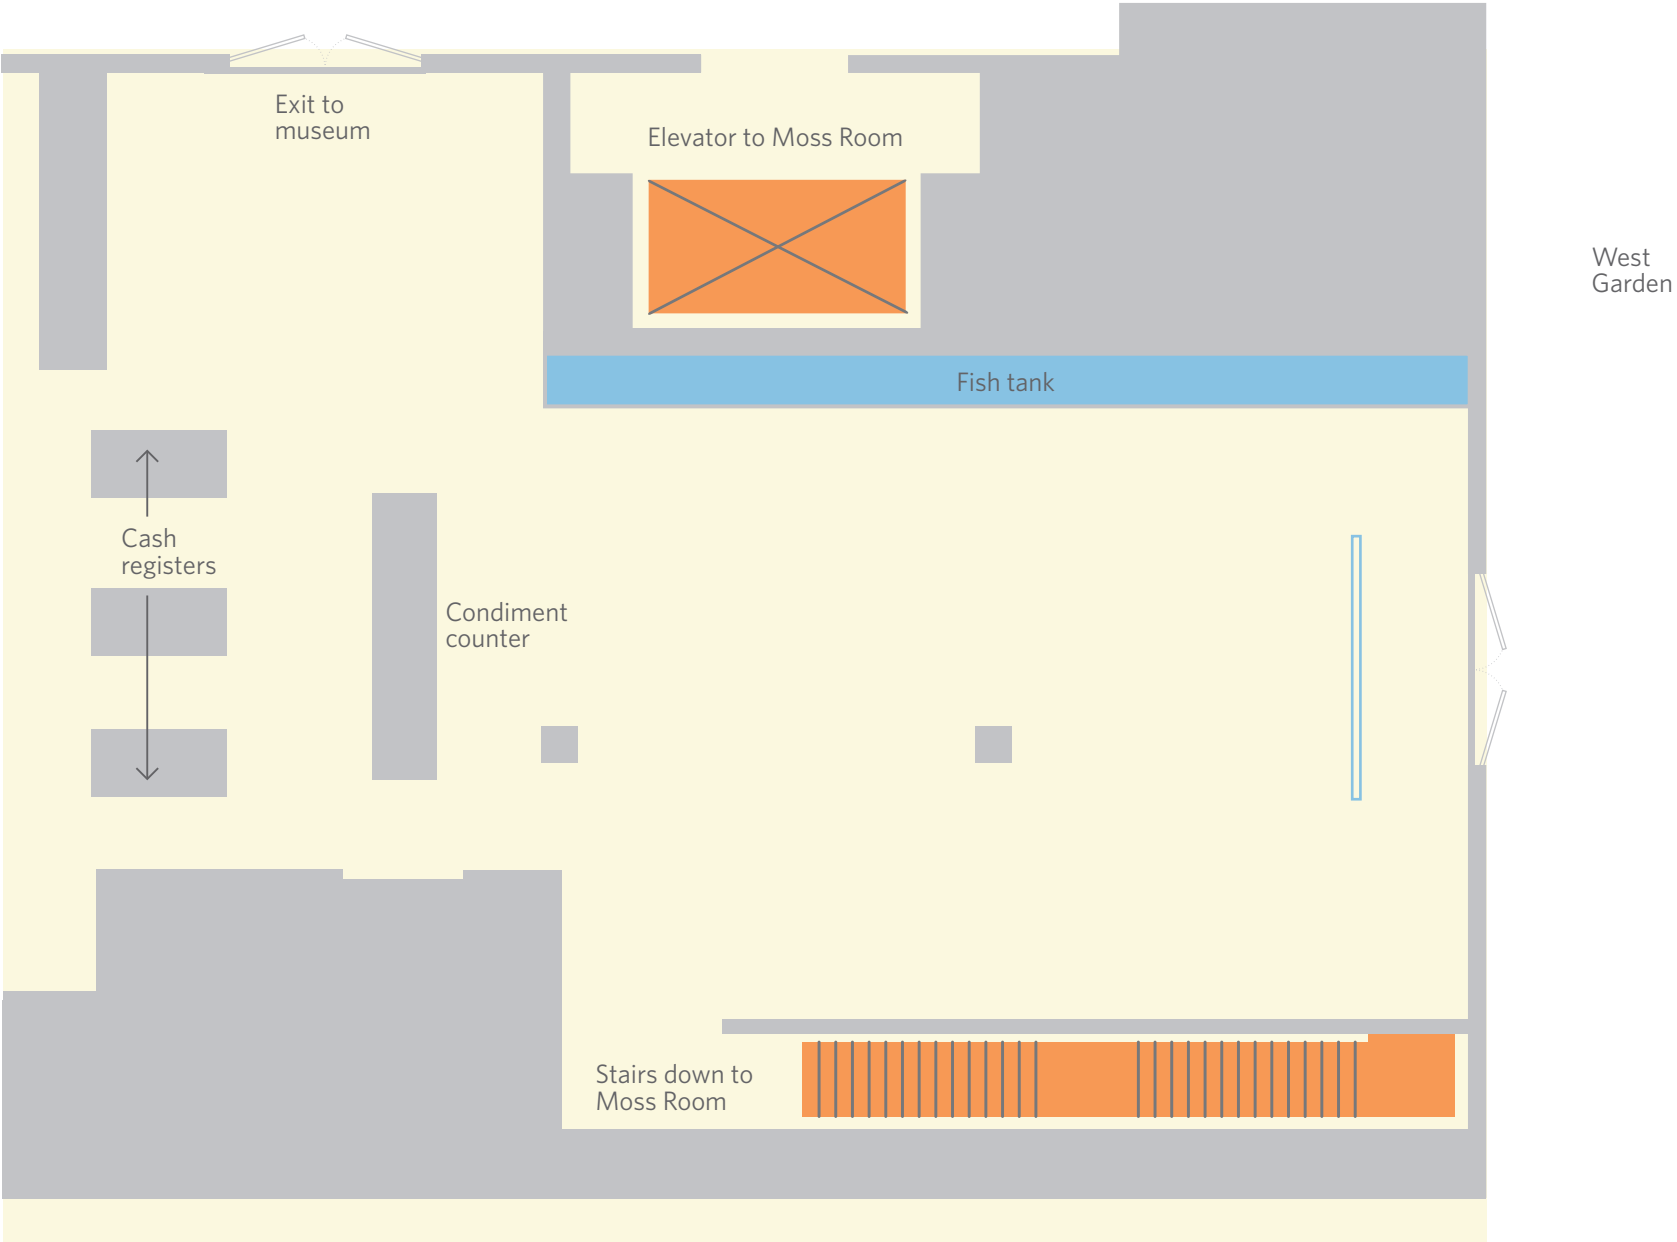 Exit to
museum
Elevator to Moss Room
West
Garden
Fish tank
Cash
registers
Condiment
counter
Stairs down to
Moss Room